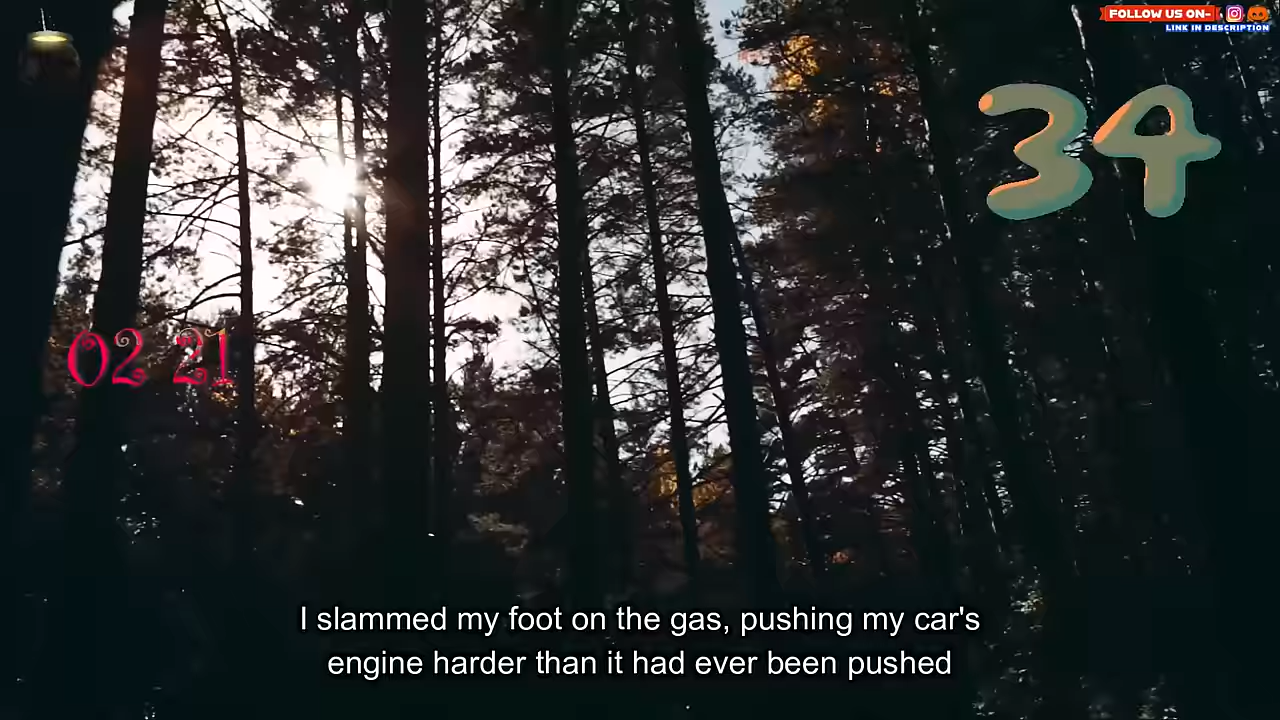 FOLLOW US ON-
LINK IN DESCRIPTION
34
02 21
I slammed my foot on the gas, pushing my car's
engine harder than it had ever been pushed